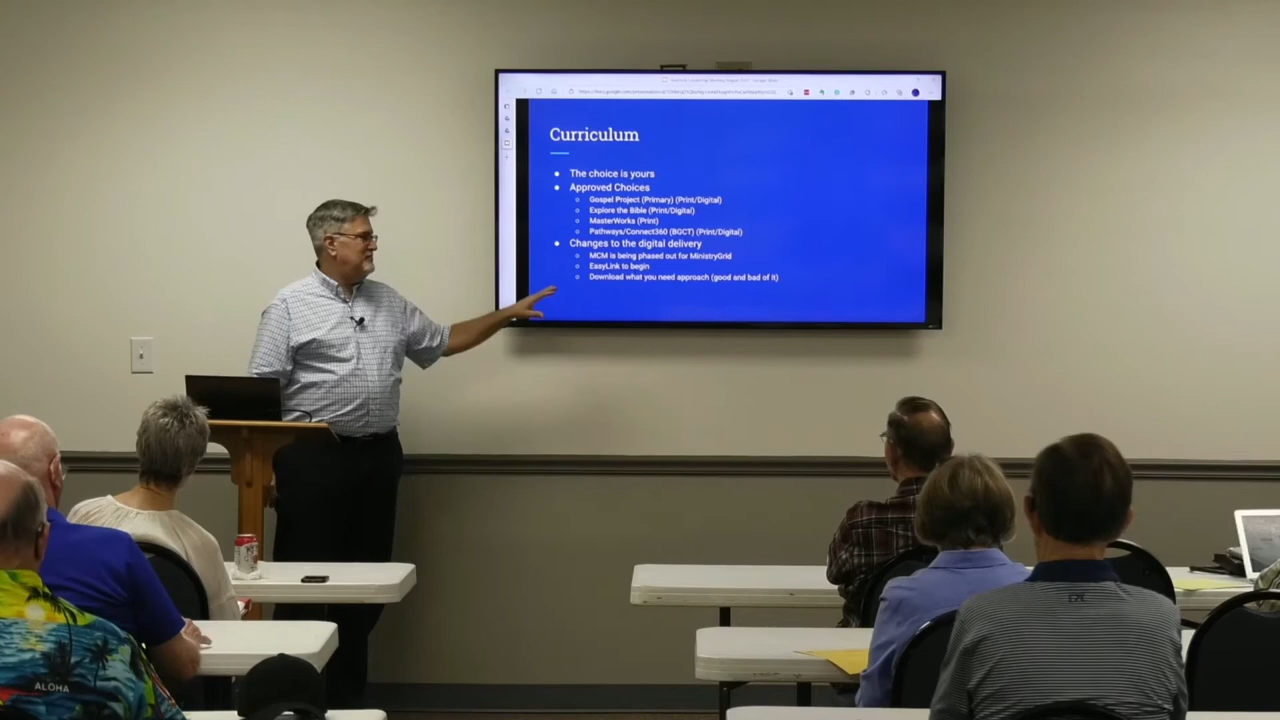 Curriculum
The choice is yours
Approved Choices
Gospel Project (Primary) (Print/Digital)
Explore the Bible (Print/Digital)
MasterWorks (Print)
Pathways/Connect360 (BGCT) (Print/Digital)
Changes to the digital delivery
MCM is being phased out for MinistryGrid
EasyLink to begin
Download what you need approach (good and bad of it)
ALOHA